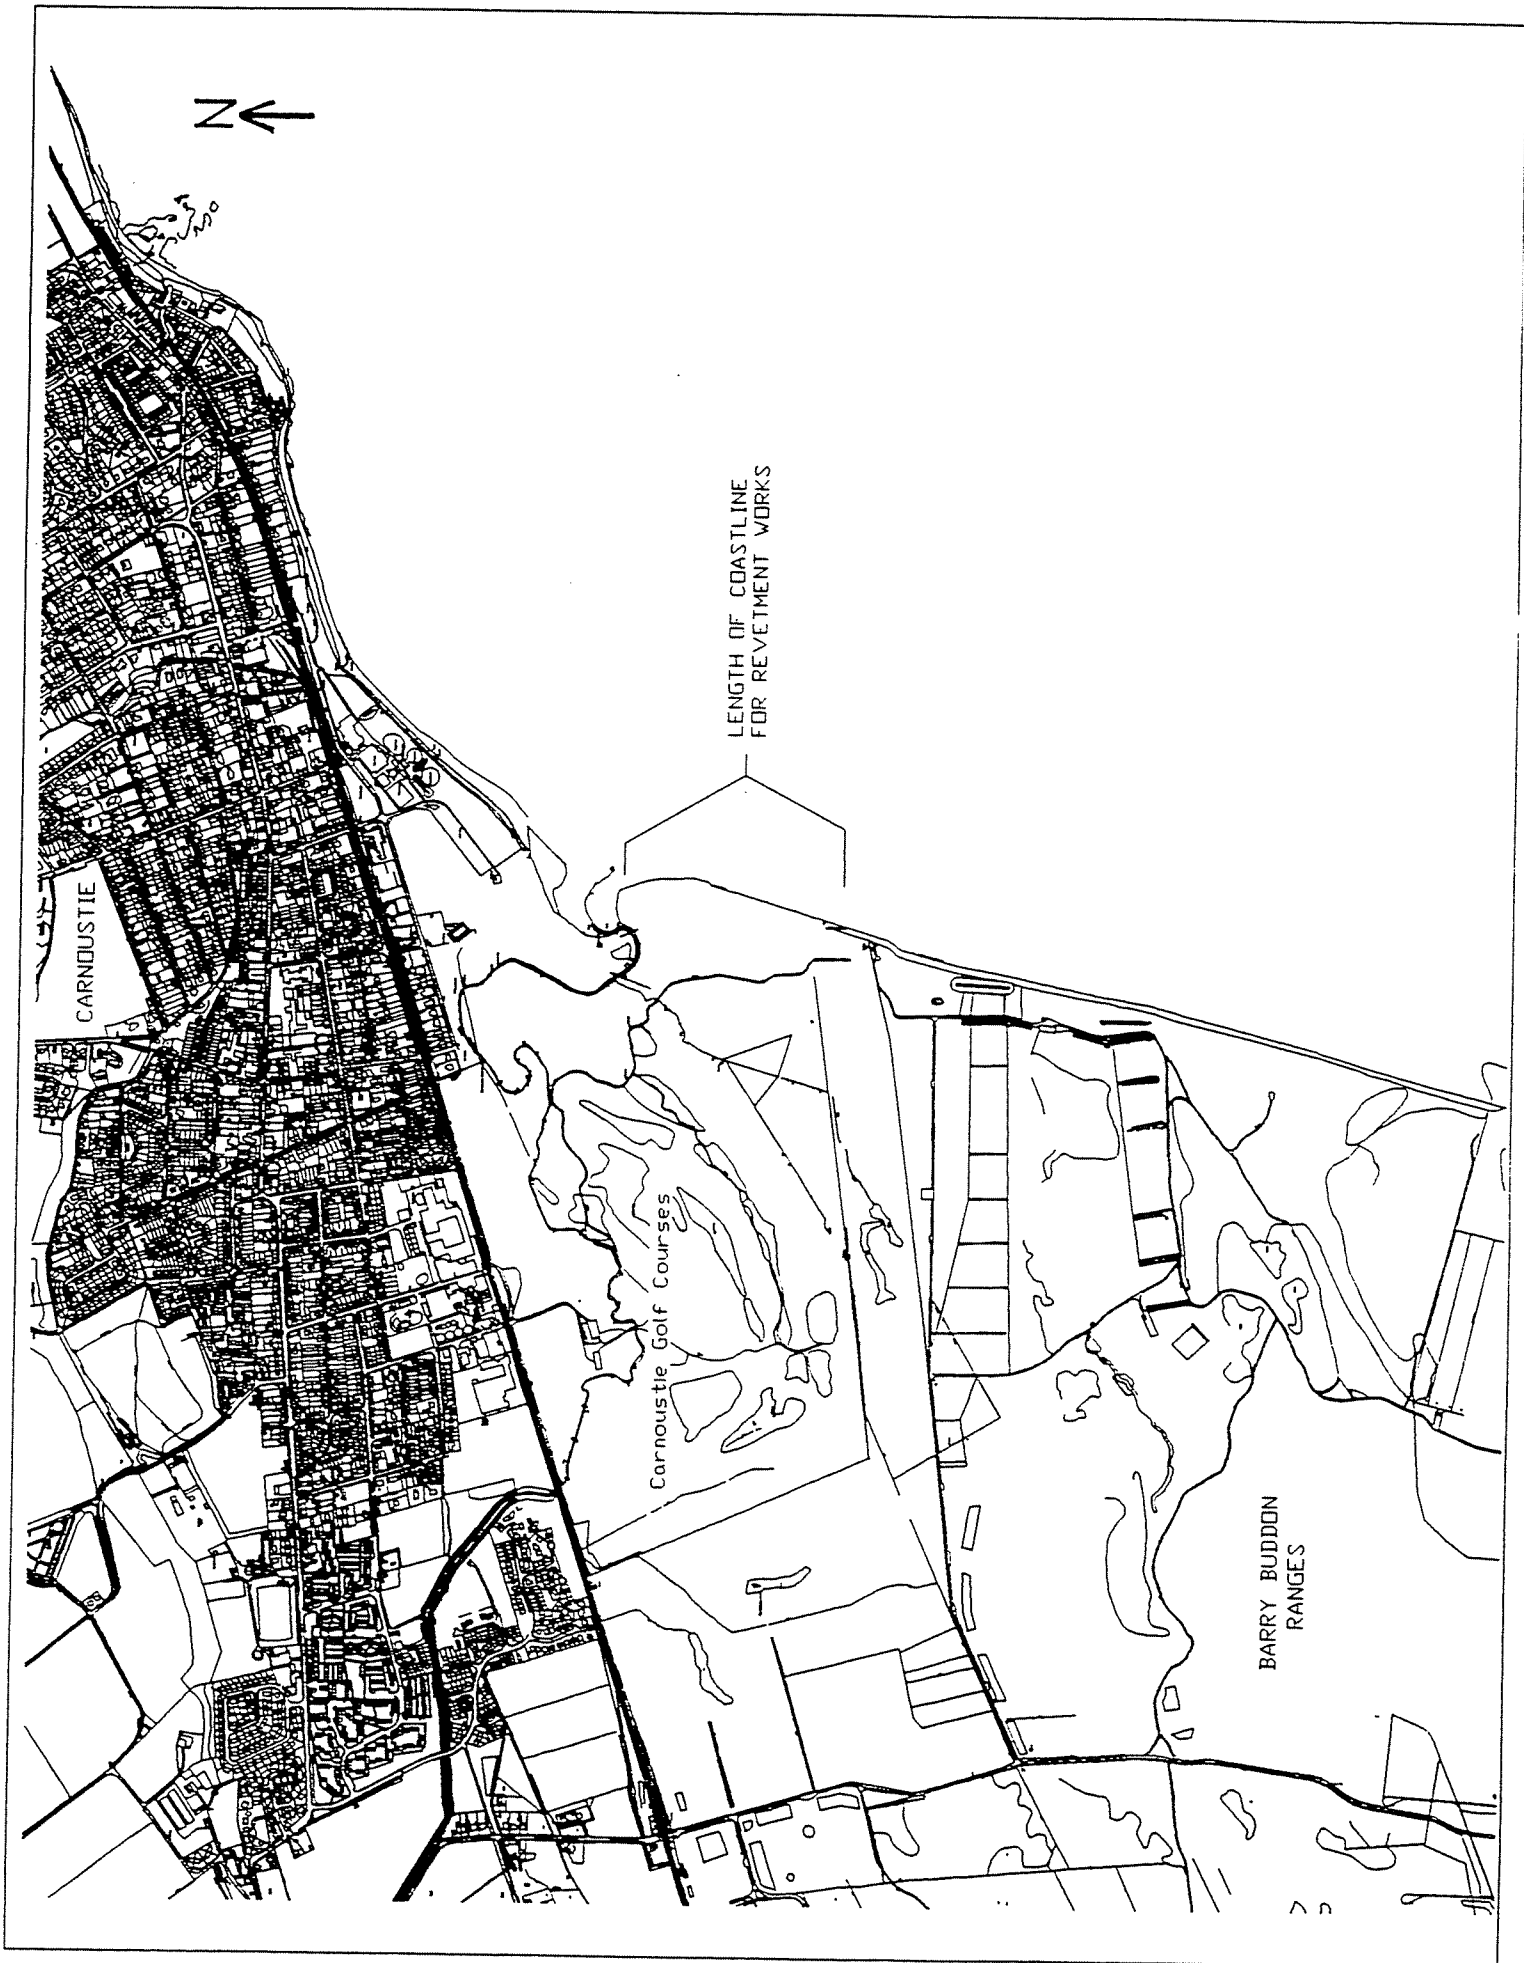 N
CARNOUSTIE
LENGTH OF COASTLINE
FOR REVETMENT WORKS
Carnoustie Golf Courses
BARRY BUDDON
RANGES